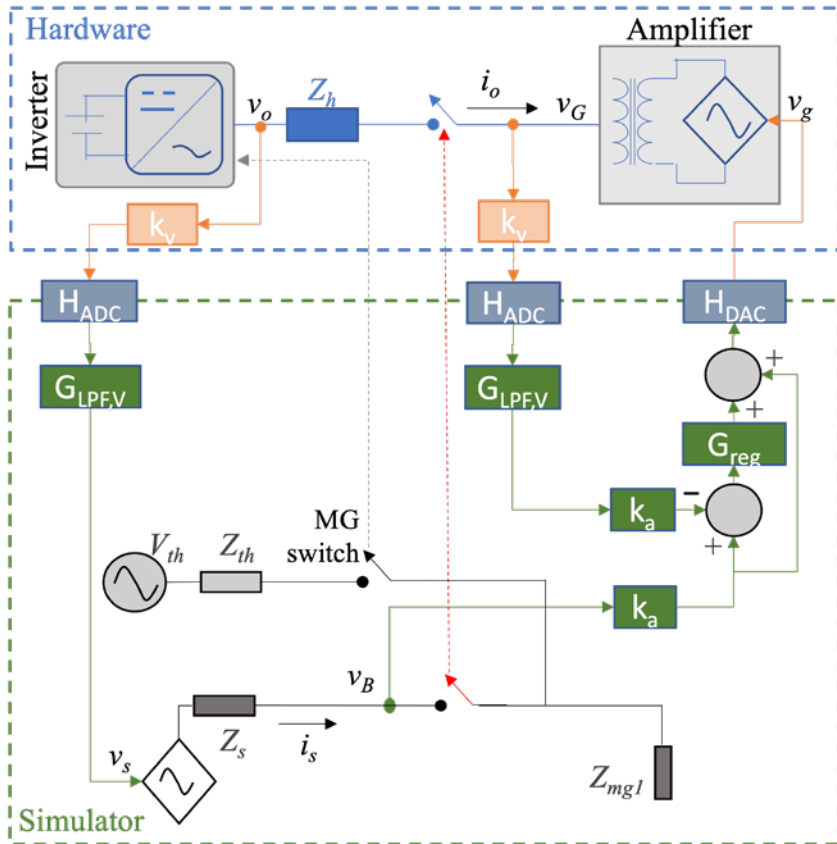 Hardware
Amplifier
Inverter
v_o
Z_h
i_o
v_G
v_g
k_v
k_v
H_ADC
H_ADC
H_DAC
+
+
G_LPF,V
G_LPF,V
G_reg
k_a
−
+
MG
switch
V_th
Z_th
k_a
v_B
Z_s
i_s
v_s
Z_mg1
Simulator